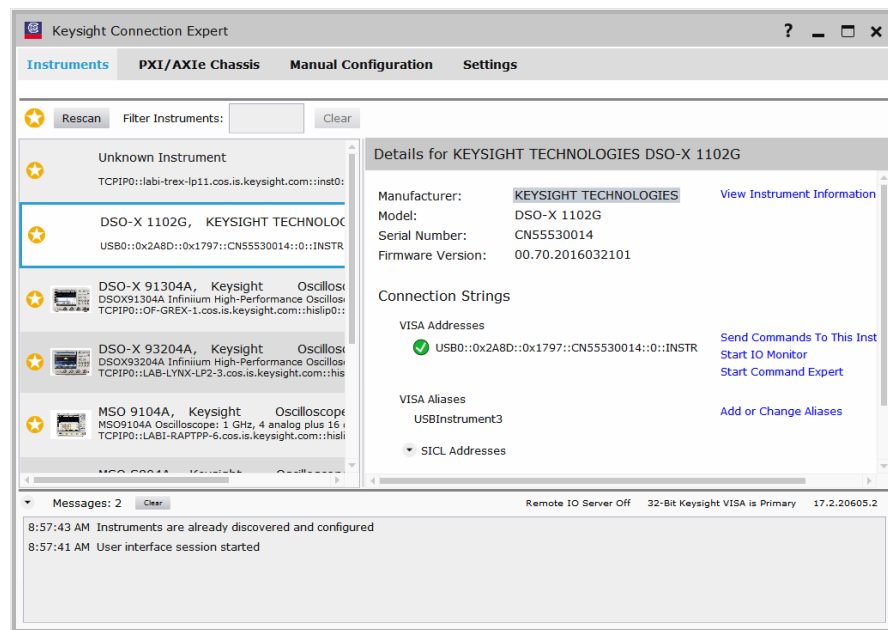 Keysight Connection Expert
?
Instruments PXI/AXIe Chassis Manual Configuration Settings
Rescan Filter Instruments: Clear
Unknown Instrument
TCPIP0::labi-trex-lp11.cos.is.keysight.com::inst0:
DSO-X 1102G, KEYSIGHT TECHNOLOG
USB0::0x2A8D::0x1797::CN55530014::0::INSTR
DSO-X 91304A, Keysight Oscillosc
DSOX91304A Infiniium High-Performance Oscillos
TCPIP0::OF-GREX-1.cos.is.keysight.com::hislip0::
DSO-X 93204A, Keysight Oscillosc
DSOX93204A Infiniium High-Performance Oscillos
TCPIP0::LAB-LYNX-LP2-3.cos.is.keysight.com::his
MSO 9104A, Keysight Oscilloscope
MSO9104A Oscilloscope: 1 GHz, 4 analog plus 16
TCPIP0::LABI-RAPTPP-6.cos.is.keysight.com::hisli
Details for KEYSIGHT TECHNOLOGIES DSO-X 1102G
Manufacturer: KEYSIGHT TECHNOLOGIES View Instrument Information
Model: DSO-X 1102G
Serial Number: CN55530014
Firmware Version: 00.70.2016032101
Connection Strings
VISA Addresses
USB0::0x2A8D::0x1797::CN55530014::0::INSTR
Send Commands To This Inst
Start IO Monitor
Start Command Expert
VISA Aliases
USBInstrument3
Add or Change Aliases
SICL Addresses
Messages: 2 Clear Remote IO Server Off 32-Bit Keysight VISA is Primary 17.2.20605.2
8:57:43 AM Instruments are already discovered and configured
8:57:41 AM User interface session started